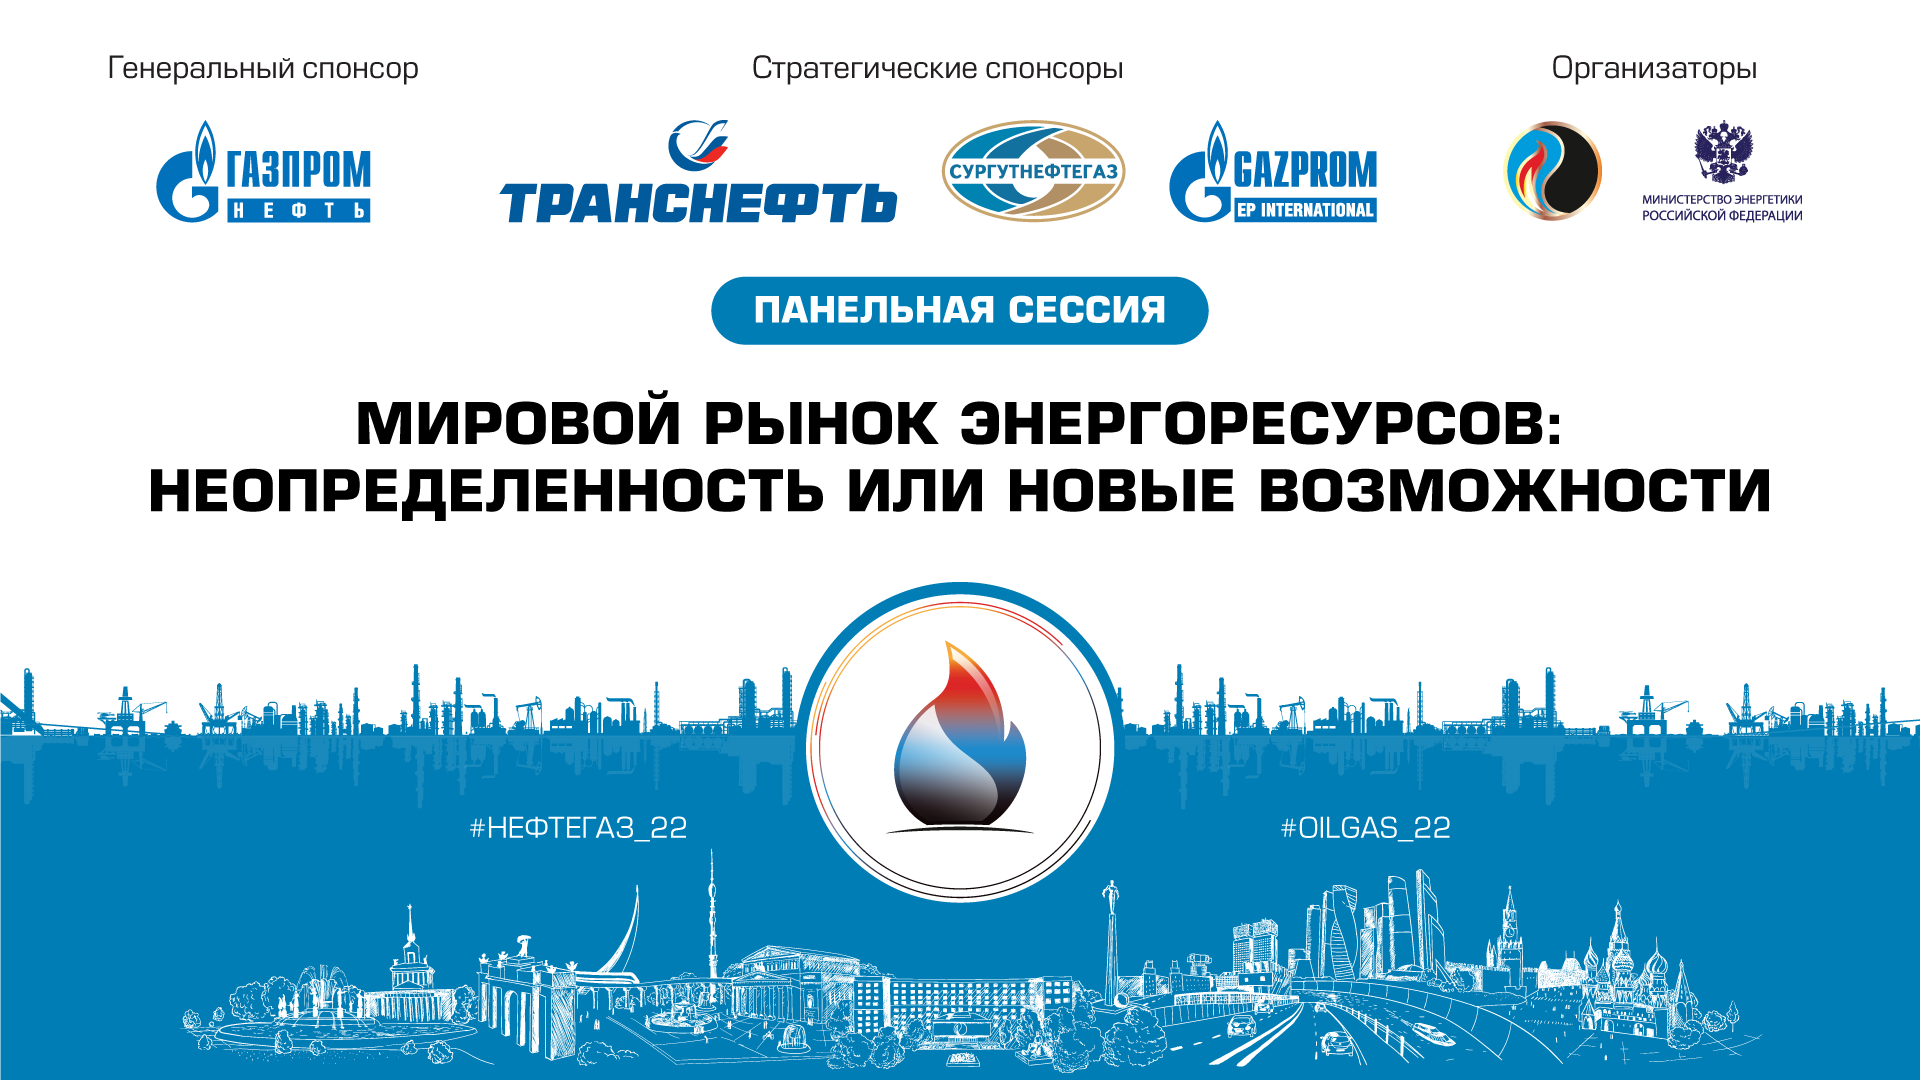 Генеральный спонсор
Стратегические спонсоры
Организаторы
ГАЗПРОМ
НЕФТЬ
ТРАНСНЕФТЬ
СУРГУТНЕФТЕГАЗ
GAZPROM
EP INTERNATIONAL
МИНИСТЕРСТВО ЭНЕРГЕТИКИ
РОССИЙСКОЙ ФЕДЕРАЦИИ
ПАНЕЛЬНАЯ СЕССИЯ
МИРОВОЙ РЫНОК ЭНЕРГОРЕСУРСОВ:
НЕОПРЕДЕЛЕННОСТЬ ИЛИ НОВЫЕ ВОЗМОЖНОСТИ
#НЕФТЕГАЗ_22
#OILGAS_22